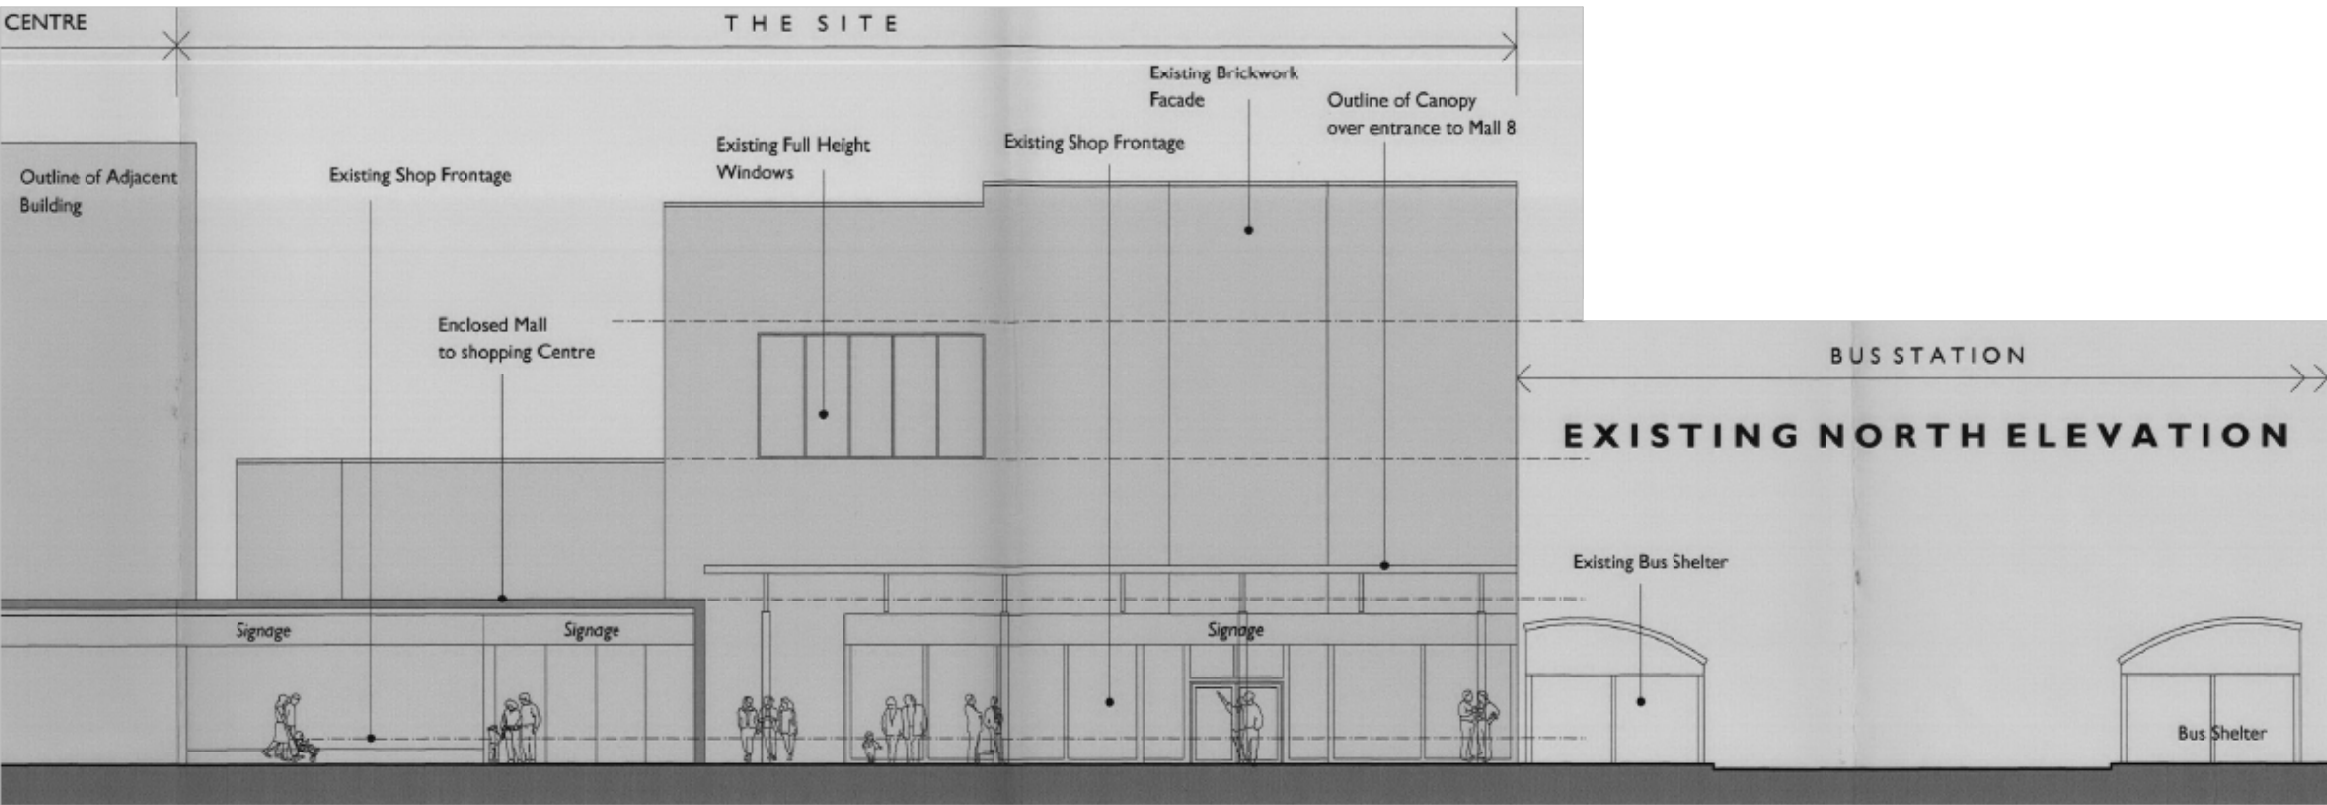 CENTRE
THE SITE
Existing Brickwork
Facade
Outline of Canopy
over entrance to Mall 8
Existing Full Height
Windows
Existing Shop Frontage
Outline of Adjacent
Building
Existing Shop Frontage
Enclosed Mall
to shopping Centre
BUS STATION
EXISTING NORTH ELEVATION
Existing Bus Shelter
Signage
Signage
Signage
Bus Shelter